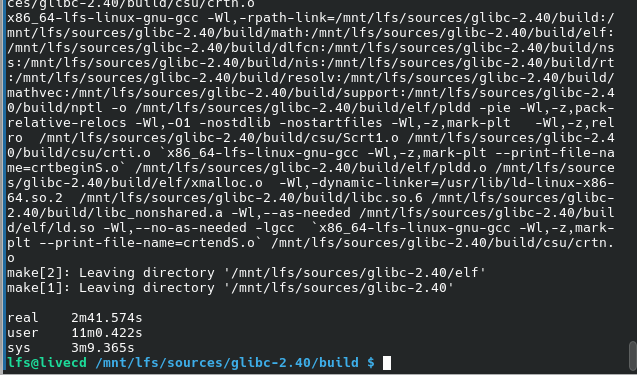 ces/glibc-2.40/build/csu/crtn.o
x86_64-lfs-linux-gnu-gcc -Wl,-rpath-link=/mnt/lfs/sources/glibc-2.40/build:/
mnt/lfs/sources/glibc-2.40/build/math:/mnt/lfs/sources/glibc-2.40/build/elf:
/mnt/lfs/sources/glibc-2.40/build/dlfcn:/mnt/lfs/sources/glibc-2.40/build/ns
s:/mnt/lfs/sources/glibc-2.40/build/nis:/mnt/lfs/sources/glibc-2.40/build/rt
:/mnt/lfs/sources/glibc-2.40/build/resolv:/mnt/lfs/sources/glibc-2.40/build/
mathvec:/mnt/lfs/sources/glibc-2.40/build/support:/mnt/lfs/sources/glibc-2.4
0/build/nptl -o /mnt/lfs/sources/glibc-2.40/build/elf/pldd -pie -Wl,-z,pack-
relative-relocs -Wl,-O1 -nostdlib -nostartfiles -Wl,-z,mark-plt   -Wl,-z,rel
ro  /mnt/lfs/sources/glibc-2.40/build/csu/Scrt1.o /mnt/lfs/sources/glibc-2.4
0/build/csu/crti.o `x86_64-lfs-linux-gnu-gcc -Wl,-z,mark-plt --print-file-na
me=crtbeginS.o` /mnt/lfs/sources/glibc-2.40/build/elf/pldd.o /mnt/lfs/source
s/glibc-2.40/build/elf/xmalloc.o  -Wl,-dynamic-linker=/usr/lib/ld-linux-x86-
64.so.2  /mnt/lfs/sources/glibc-2.40/build/libc.so.6 /mnt/lfs/sources/glibc-
2.40/build/libc_nonshared.a -Wl,--as-needed /mnt/lfs/sources/glibc-2.40/buil
d/elf/ld.so -Wl,--no-as-needed -lgcc  `x86_64-lfs-linux-gnu-gcc -Wl,-z,mark-
plt --print-file-name=crtendS.o` /mnt/lfs/sources/glibc-2.40/build/csu/crtn.
o
make[2]: Leaving directory '/mnt/lfs/sources/glibc-2.40/elf'
make[1]: Leaving directory '/mnt/lfs/sources/glibc-2.40'
real    2m41.574s
user    11m0.422s
sys     3m9.365s
lfs@livecd /mnt/lfs/sources/glibc-2.40/build $